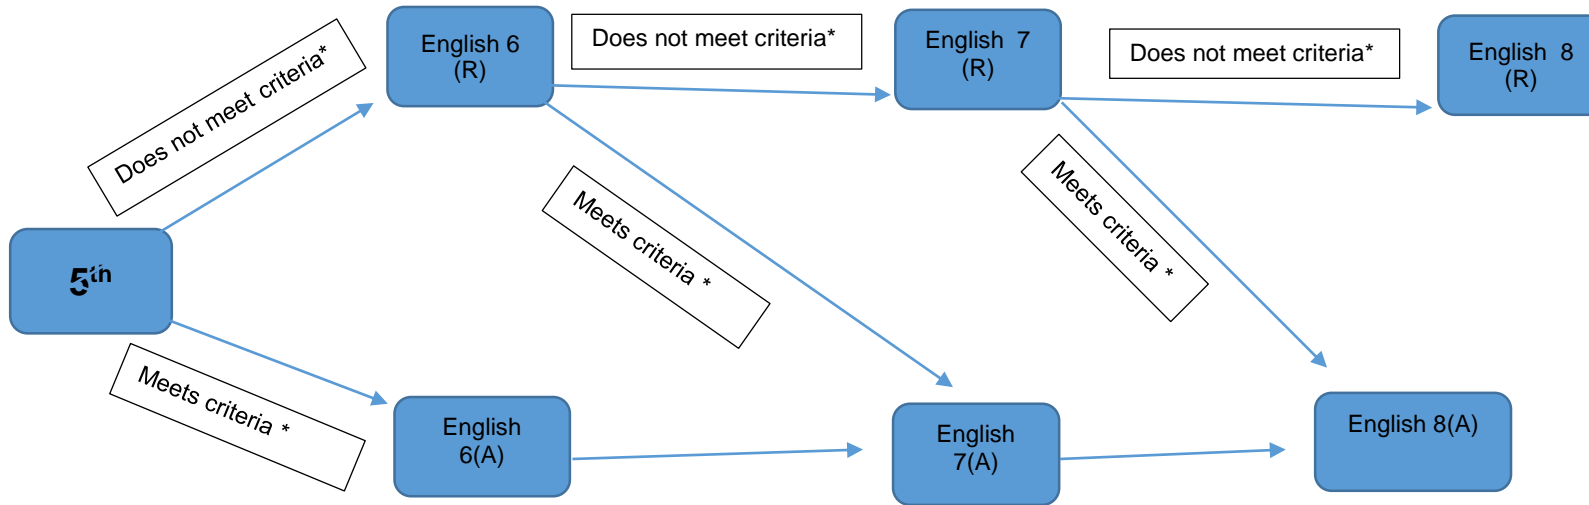 English 6
(R)
Does not meet criteria*
English 7
(R)
Does not meet criteria*
English 8
(R)
Does not meet criteria*
Meets criteria *
Meets criteria *
5th
Meets criteria *
English
6(A)
English
7(A)
English 8(A)